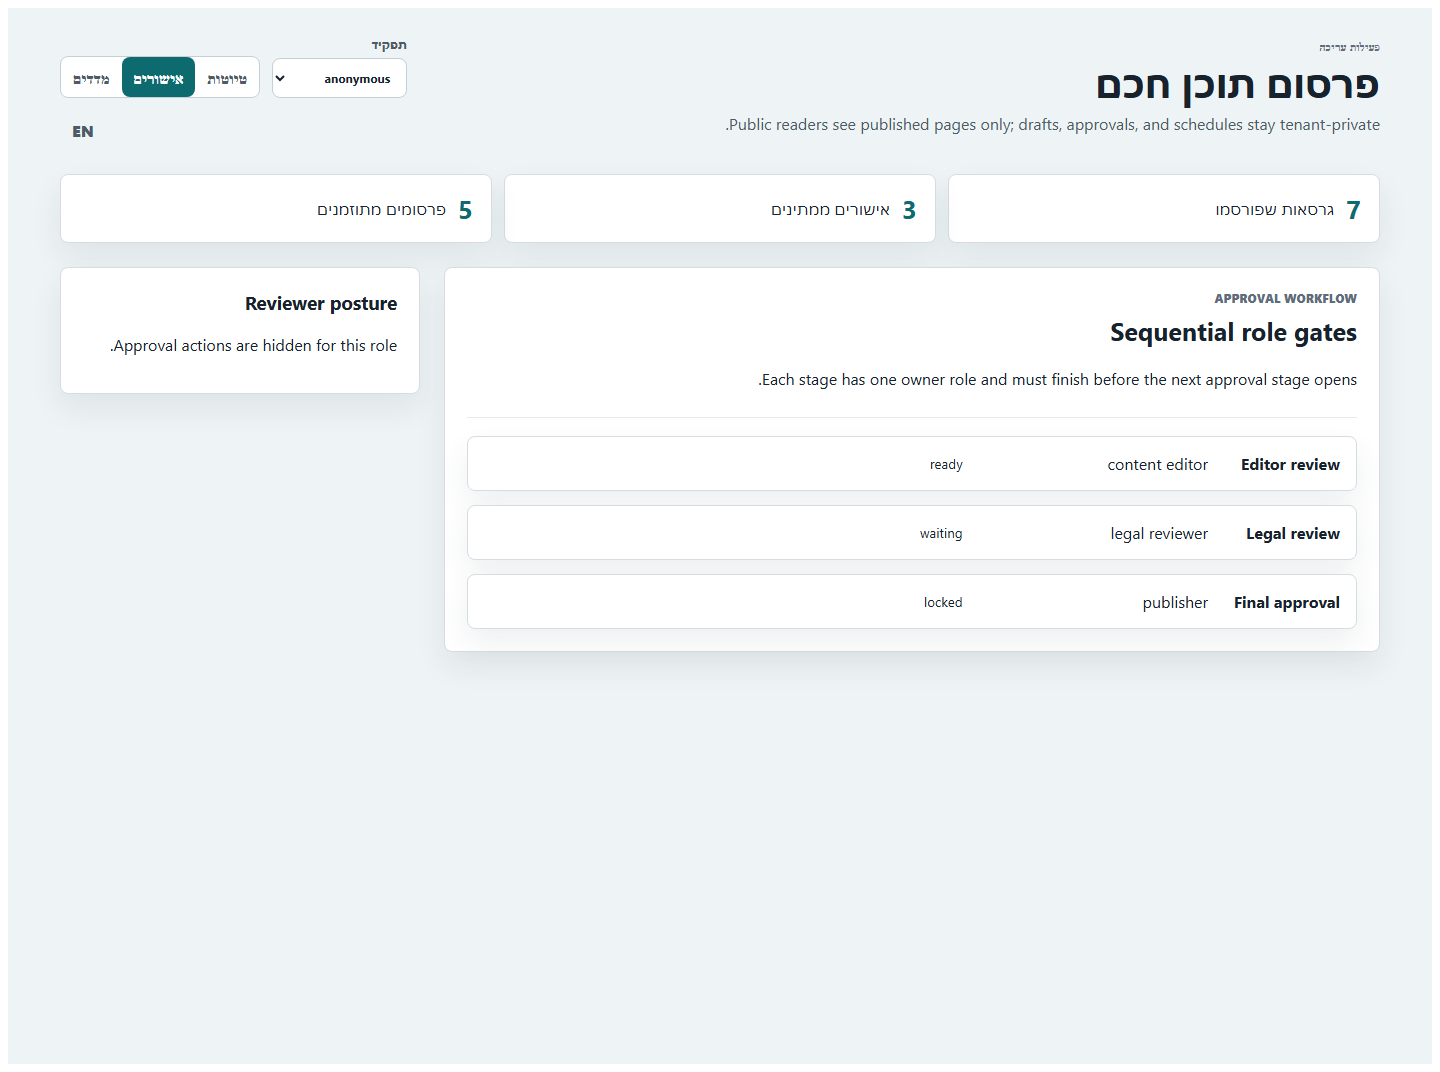 פעילות עריכה
פרסום תוכן חכם
Public readers see published pages only; drafts, approvals, and schedules stay tenant-private.
תפקיד
anonymous
טיוטות
אישורים
מדדים
EN
7 גרסאות שפורסמו
3 אישורים ממתינים
5 פרסומים מתוזמנים
APPROVAL WORKFLOW
Sequential role gates
Each stage has one owner role and must finish before the next approval stage opens.
Editor review content editor ready
Legal review legal reviewer waiting
Final approval publisher locked
Reviewer posture
Approval actions are hidden for this role.